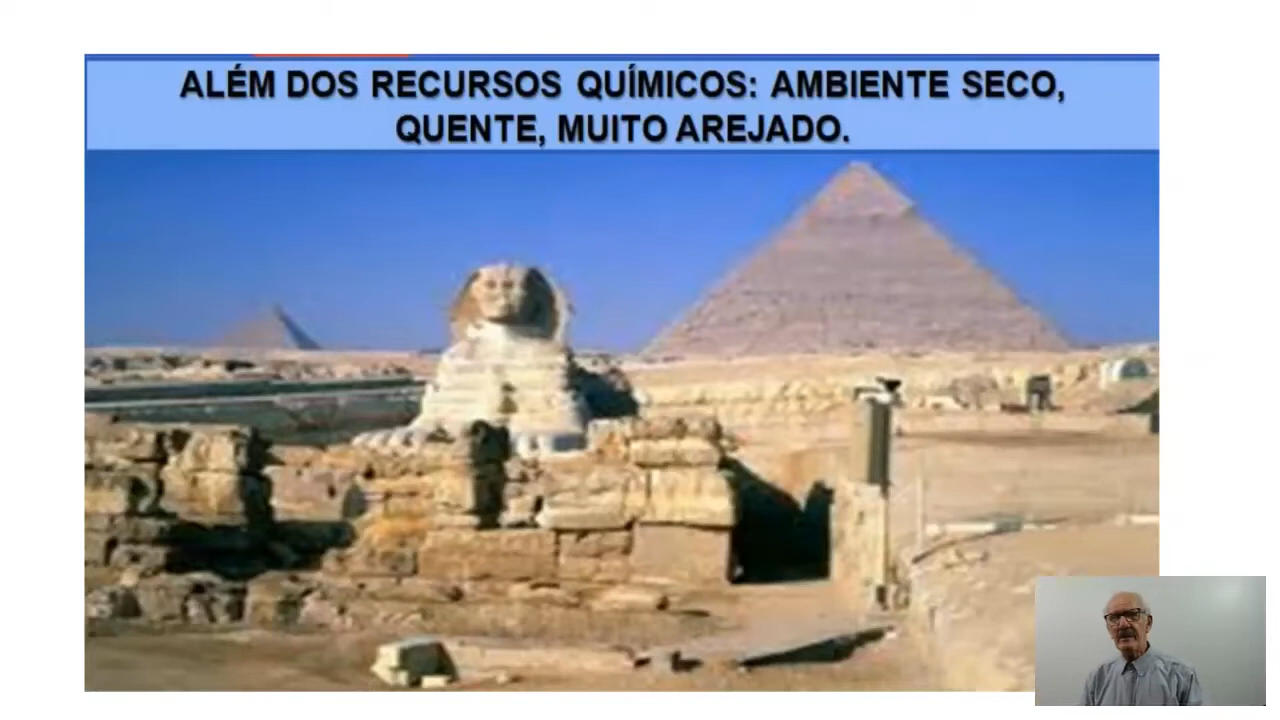 ALÉM DOS RECURSOS QUÍMICOS: AMBIENTE SECO,
QUENTE, MUITO AREJADO.